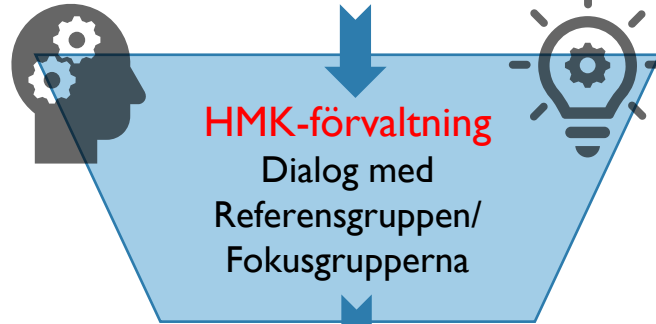 HMK-förvaltning
Dialog med
Referensgruppen/
Fokusgrupperna